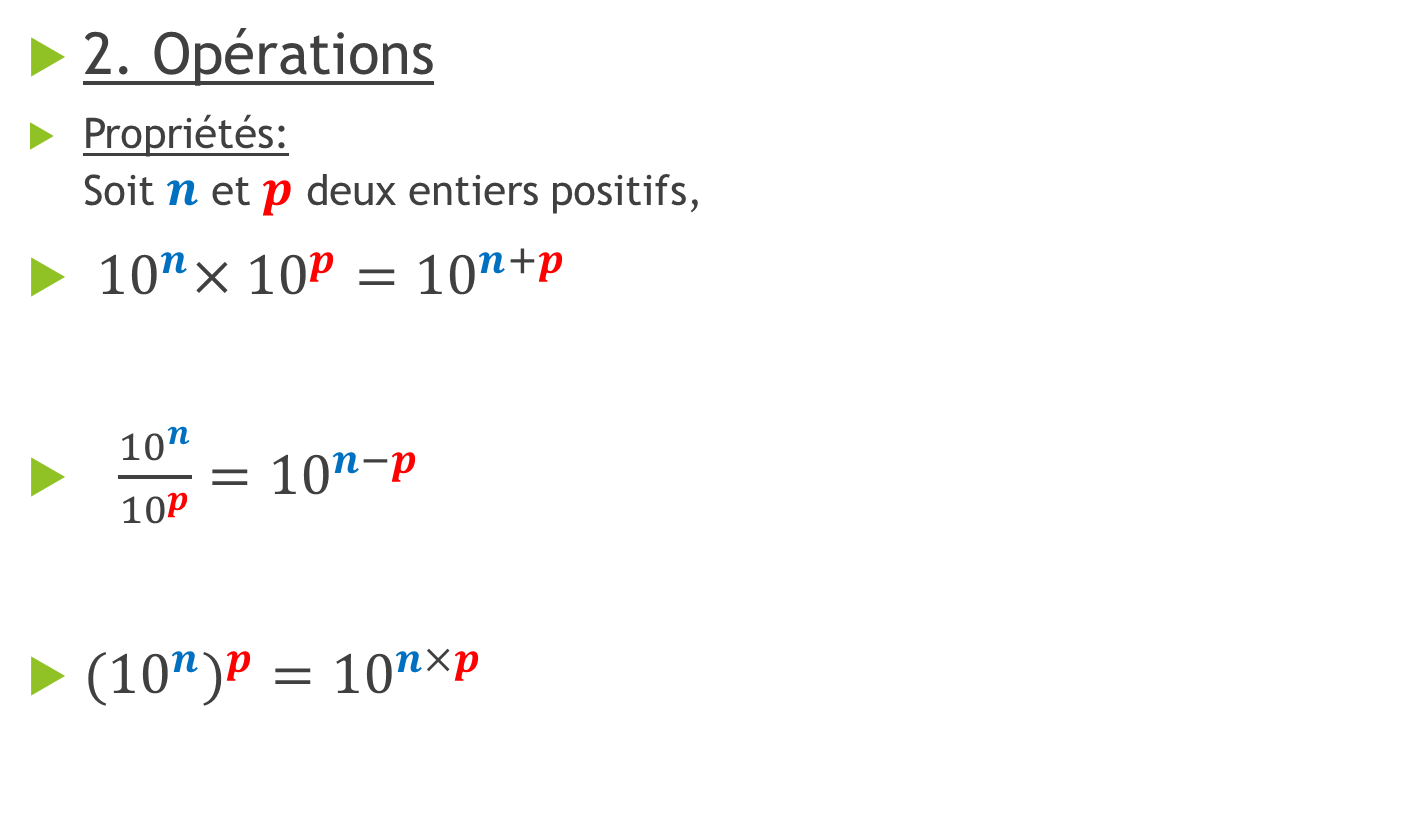 2. Opérations
Propriétés:
Soit n et p deux entiers positifs,
10ⁿ× 10ᵖ = 10ⁿ⁺ᵖ
10ⁿ/10ᵖ = 10ⁿ⁻ᵖ
(10ⁿ)ᵖ = 10ⁿ˟ᵖ